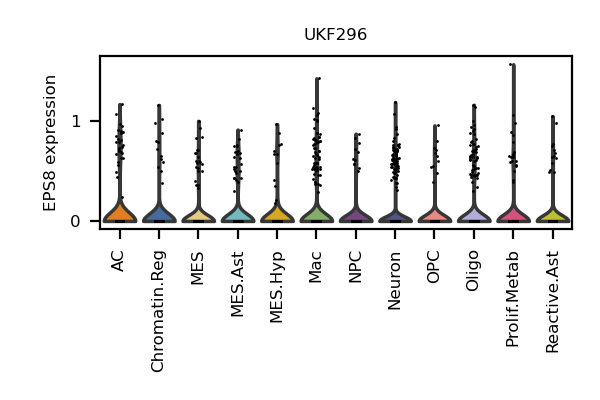 UKF296
EPS8 expression
1
0
AC
Chromatin.Reg
MES
MES.Ast
MES.Hyp
Mac
NPC
Neuron
OPC
Oligo
Prolif.Metab
Reactive.Ast